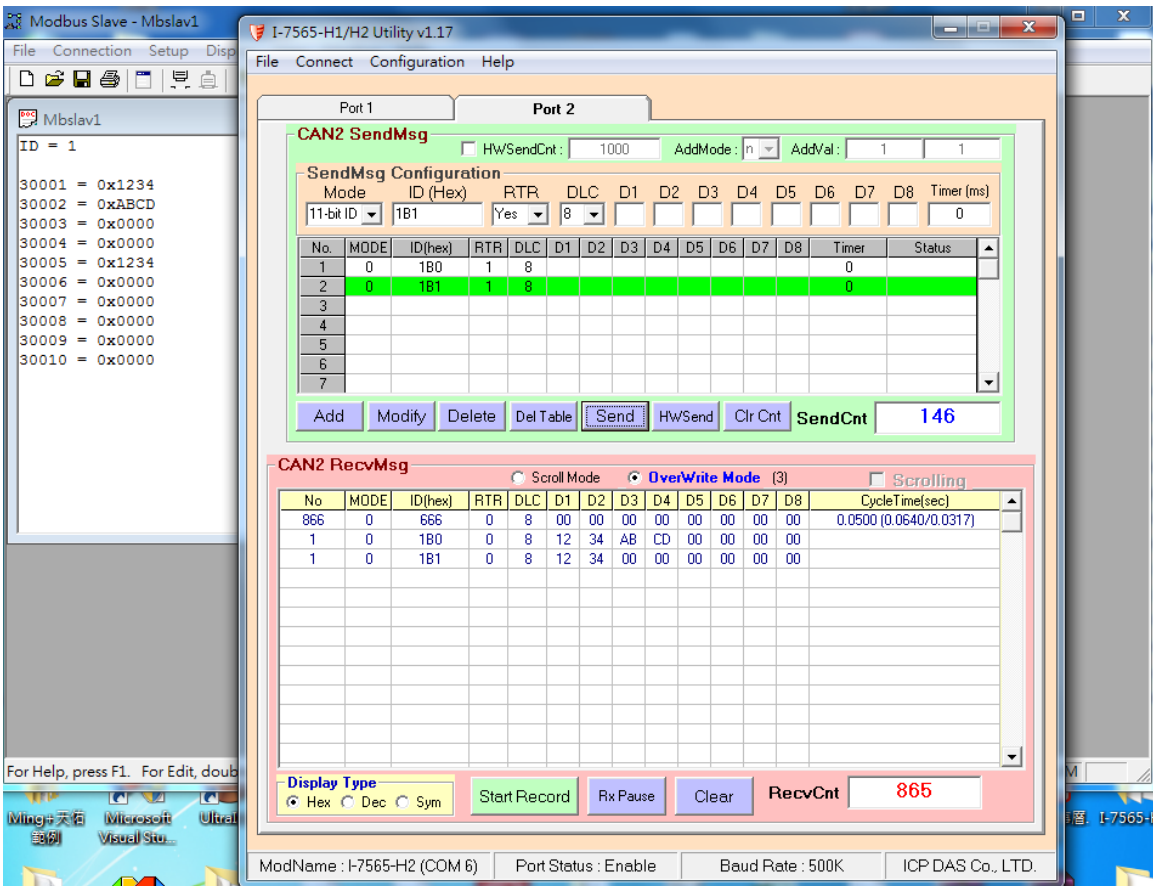 Modbus Slave - Mbslav1
File Connection Setup Disp
Mbslav1
ID = 1
30001 = 0x1234
30002 = 0xABCD
30003 = 0x0000
30004 = 0x0000
30005 = 0x1234
30006 = 0x0000
30007 = 0x0000
30008 = 0x0000
30009 = 0x0000
30010 = 0x0000
For Help, press F1. For Edit, doub
I-7565-H1/H2 Utility v1.17
File Connect Configuration Help
Port 1 Port 2
CAN2 SendMsg
HWSendCnt : 1000 AddMode : n AddVal : 1 1
SendMsg Configuration
Mode ID (Hex) RTR DLC D1 D2 D3 D4 D5 D6 D7 D8 Timer (ms)
11-bit ID 1B1 Yes 8 0
No. MODE ID(hex) RTR DLC D1 D2 D3 D4 D5 D6 D7 D8 Timer Status
1 0 1B0 1 8 0
2 0 1B1 1 8 0
3
4
5
6
7
Add Modify Delete Del Table Send HWSend Clr Cnt SendCnt 146
CAN2 RecvMsg
Scroll Mode OverWrite Mode (3) Scrolling
No MODE ID(hex) RTR DLC D1 D2 D3 D4 D5 D6 D7 D8 CycleTime(sec)
866 0 666 0 8 00 00 00 00 00 00 00 00 0.0500 (0.0640/0.0317)
1 0 1B0 0 8 12 34 AB CD 00 00 00 00
1 0 1B1 0 8 12 34 00 00 00 00 00 00
Display Type
Hex Dec Sym Start Record Rx Pause Clear RecvCnt 865
ModName : I-7565-H2 (COM 6) Port Status : Enable Baud Rate : 500K ICP DAS Co., LTD.
Microsoft
Visual Stu...
I-7565-